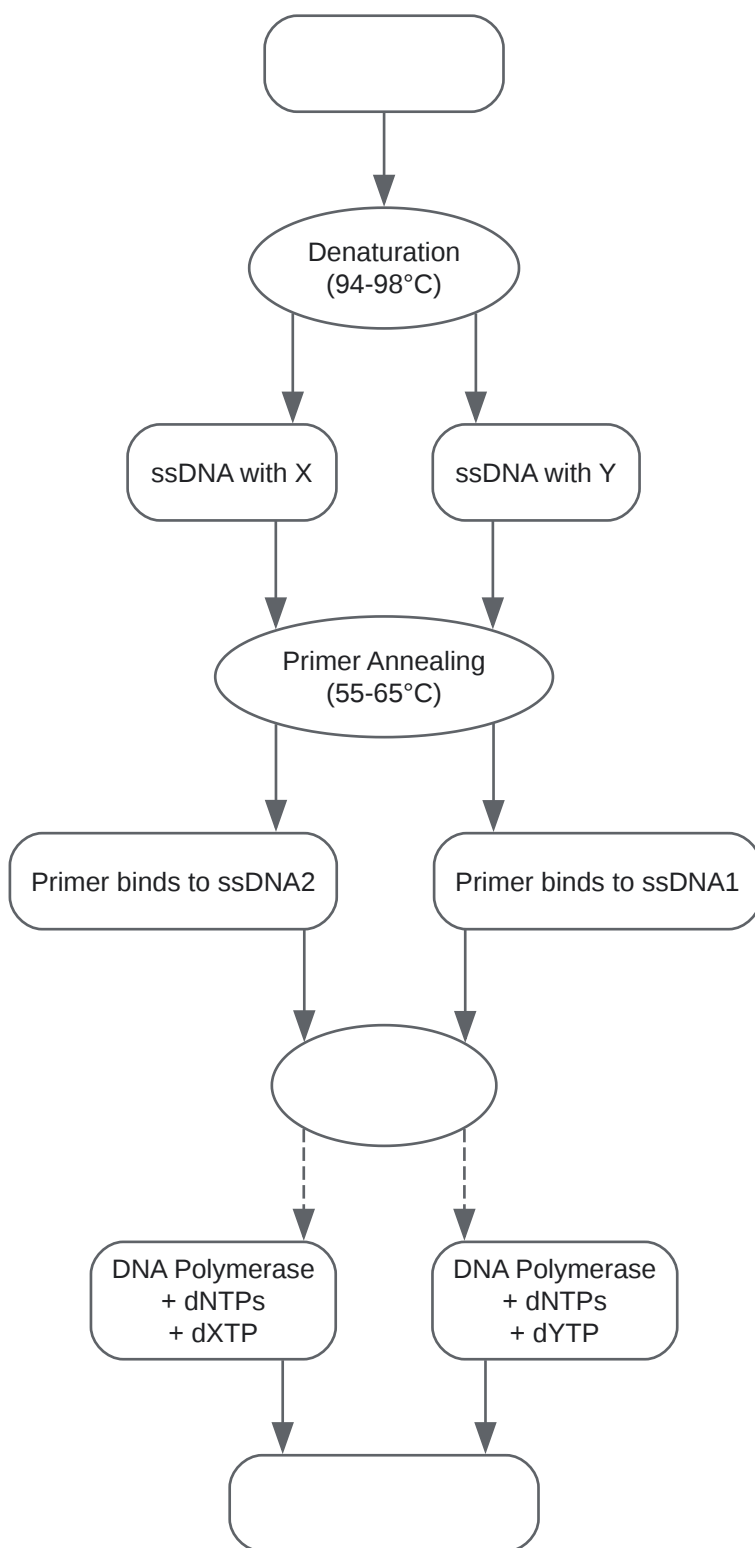 Denaturation
(94-98°C)
ssDNA with X
ssDNA with Y
Primer Annealing
(55-65°C)
Primer binds to ssDNA2
Primer binds to ssDNA1
DNA Polymerase
+ dNTPs
+ dXTP
DNA Polymerase
+ dNTPs
+ dYTP